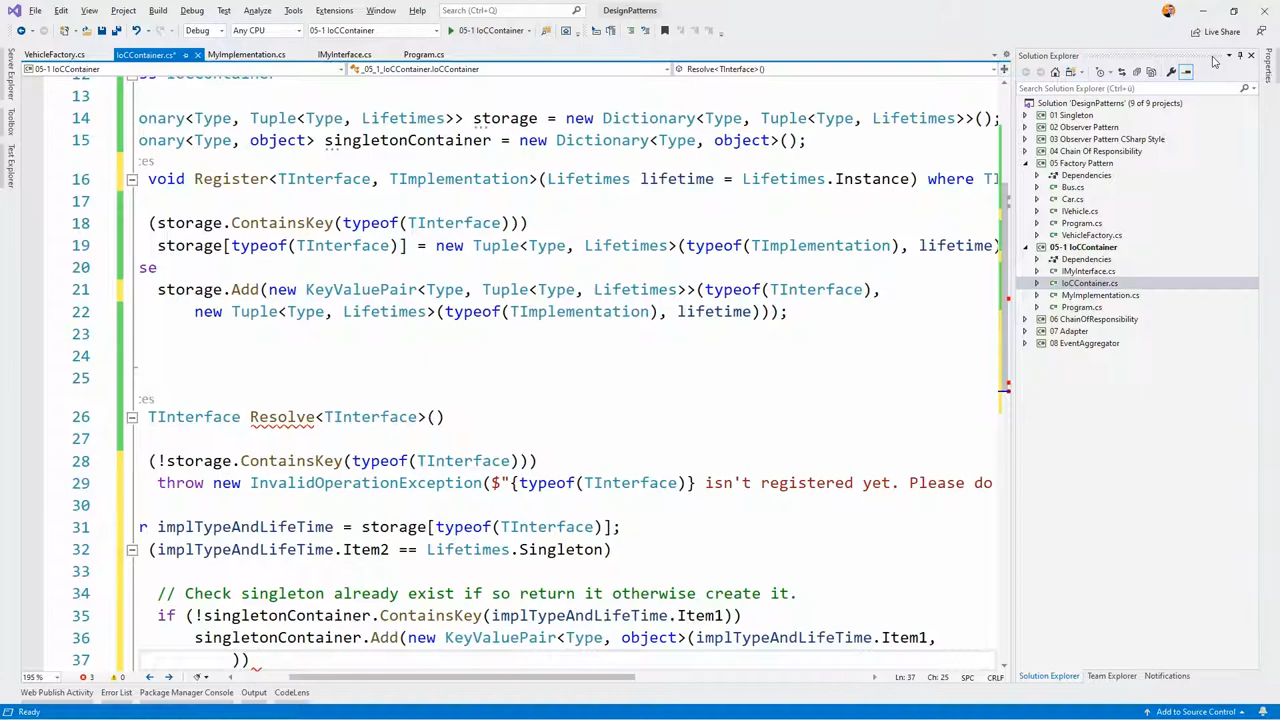 File Edit View Project Build Debug Test Analyze Tools Extensions Window Help Search (Ctrl+Q) DesignPatterns
Debug Any CPU 05-1 IoCContainer 05-1 IoCContainer Live Share
VehicleFactory.cs IoCContainer.cs* MyImplementation.cs IMyInterface.cs Program.cs
05-1 IoCContainer _05_1_IoCContainer.IoCContainer Resolve<TInterface>()
Server Explorer
Toolbox
Test Explorer
13
14 onary<Type, Tuple<Type, Lifetimes>> storage = new Dictionary<Type, Tuple<Type, Lifetimes>>();
15 onary<Type, object> singletonContainer = new Dictionary<Type, object>();
ces
16 void Register<TInterface, TImplementation>(Lifetimes lifetime = Lifetimes.Instance) where TI
17
18 (storage.ContainsKey(typeof(TInterface)))
19 storage[typeof(TInterface)] = new Tuple<Type, Lifetimes>(typeof(TImplementation), lifetime)
20 se
21 storage.Add(new KeyValuePair<Type, Tuple<Type, Lifetimes>>(typeof(TInterface),
22 new Tuple<Type, Lifetimes>(typeof(TImplementation), lifetime)));
23
24
25
ces
26 TInterface Resolve<TInterface>()
27
28 (!storage.ContainsKey(typeof(TInterface)))
29 throw new InvalidOperationException($"{typeof(TInterface)} isn't registered yet. Please do
30
31 r implTypeAndLifeTime = storage[typeof(TInterface)];
32 (implTypeAndLifeTime.Item2 == Lifetimes.Singleton)
34 // Check singleton already exist if so return it otherwise create it.
35 if (!singletonContainer.ContainsKey(implTypeAndLifeTime.Item1))
36 singletonContainer.Add(new KeyValuePair<Type, object>(implTypeAndLifeTime.Item1,
37 ))
195 % 3 0 Ln: 37 Ch: 25 SPC CRLF
Web Publish Activity Error List Package Manager Console Output CodeLens
Ready Add to Source Control
Solution Explorer
Search Solution Explorer (Ctrl+ü)
Solution 'DesignPatterns' (9 of 9 projects)
01 Singleton
02 Observer Pattern
03 Observer Pattern CSharp Style
04 Chain Of Responsibility
05 Factory Pattern
Dependencies
Bus.cs
Car.cs
IVehicle.cs
Program.cs
VehicleFactory.cs
05-1 IoCContainer
Dependencies
IMyInterface.cs
IoCContainer.cs
MyImplementation.cs
Program.cs
06 ChainOfResponsibility
07 Adapter
08 EventAggregator
Solution Explorer Team Explorer Notifications
Properties